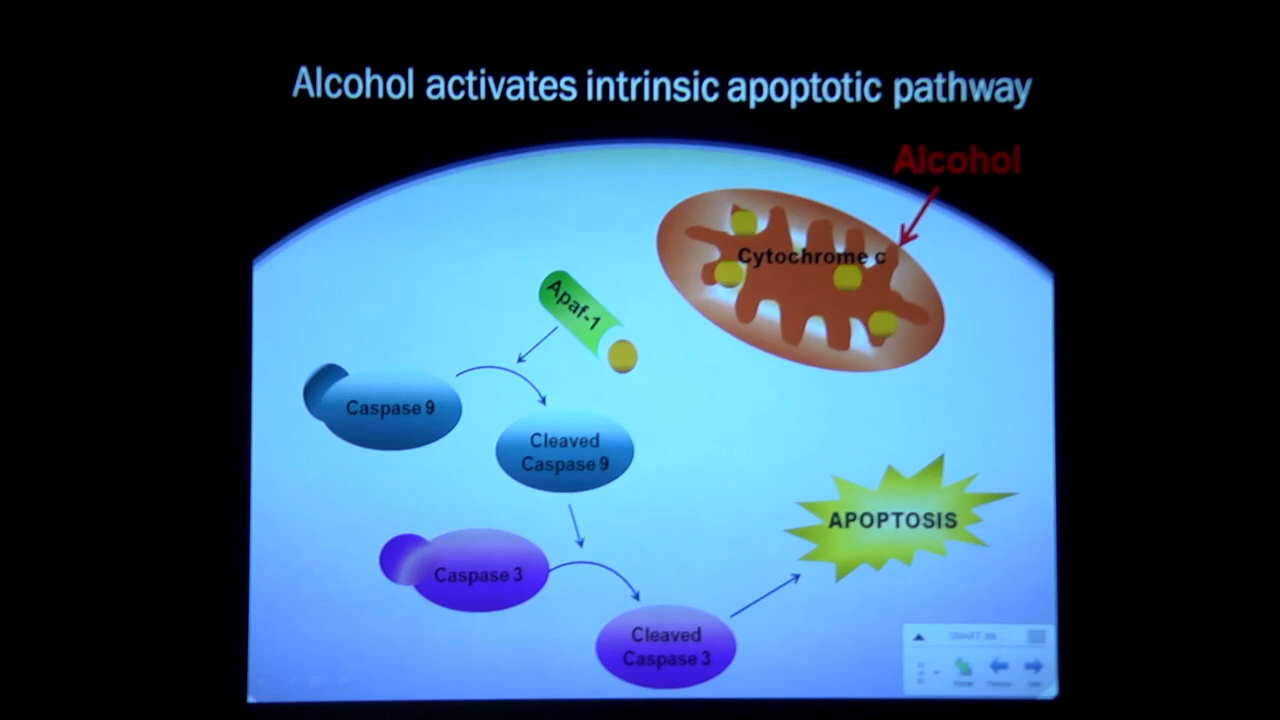 Alcohol activates intrinsic apoptotic pathway
Alcohol
Cytochrome c
Apaf-1
Caspase 9
Cleaved
Caspase 9
APOPTOSIS
Caspase 3
Cleaved
Caspase 3